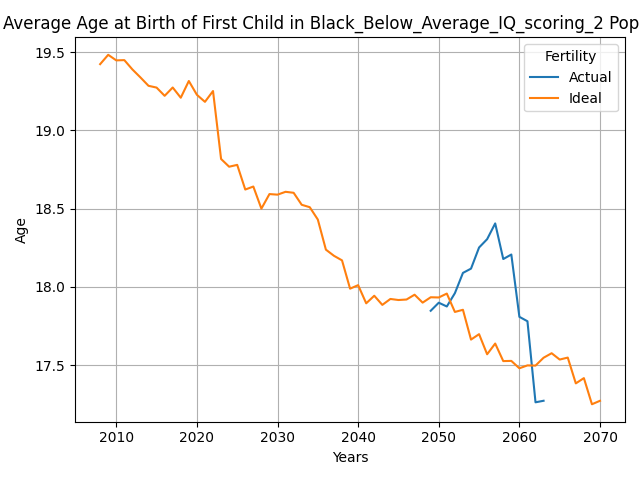 Average Age at Birth of First Child in Black_Below_Average_IQ_scoring_2 Pop
Fertility
Actual
Ideal
19.5
19.0
18.5
18.0
17.5
Age
2010 2020 2030 2040 2050 2060 2070
Years